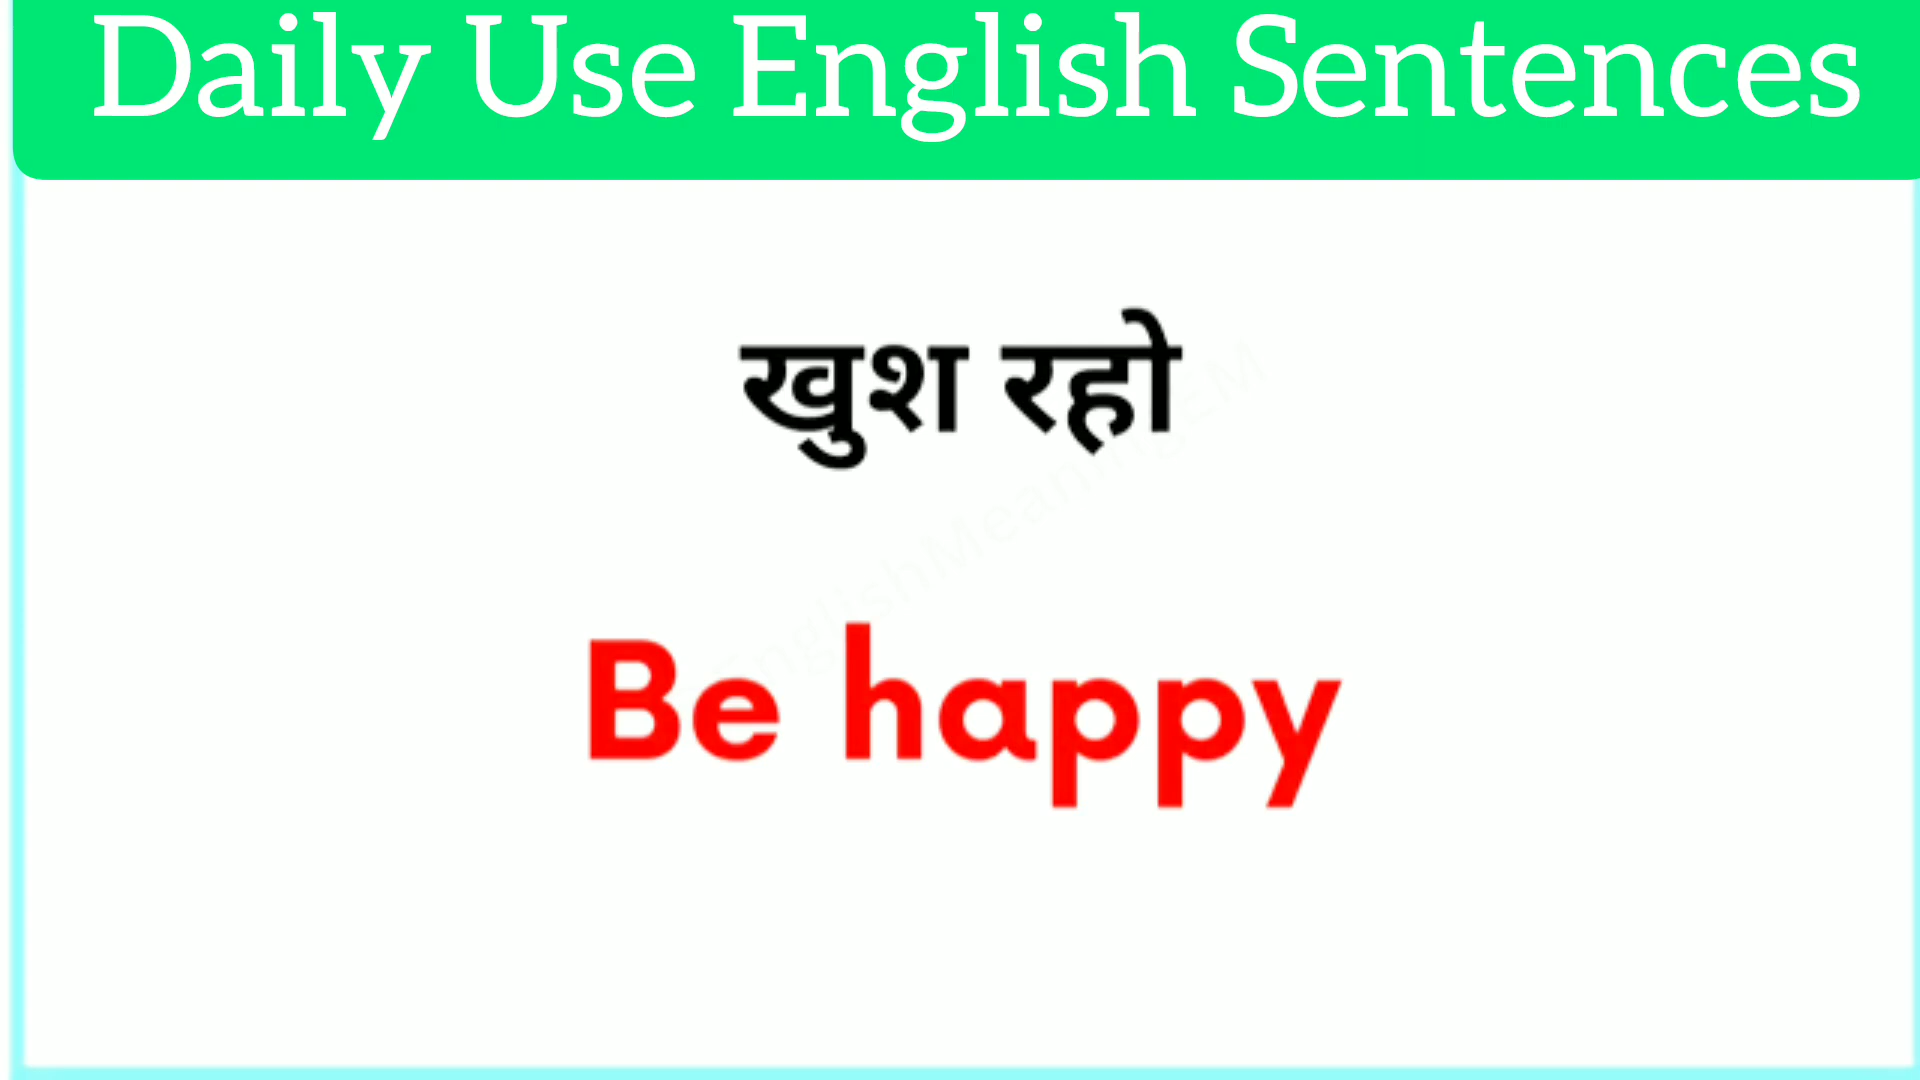 Daily Use English Sentences
खुश रहो
Be happy